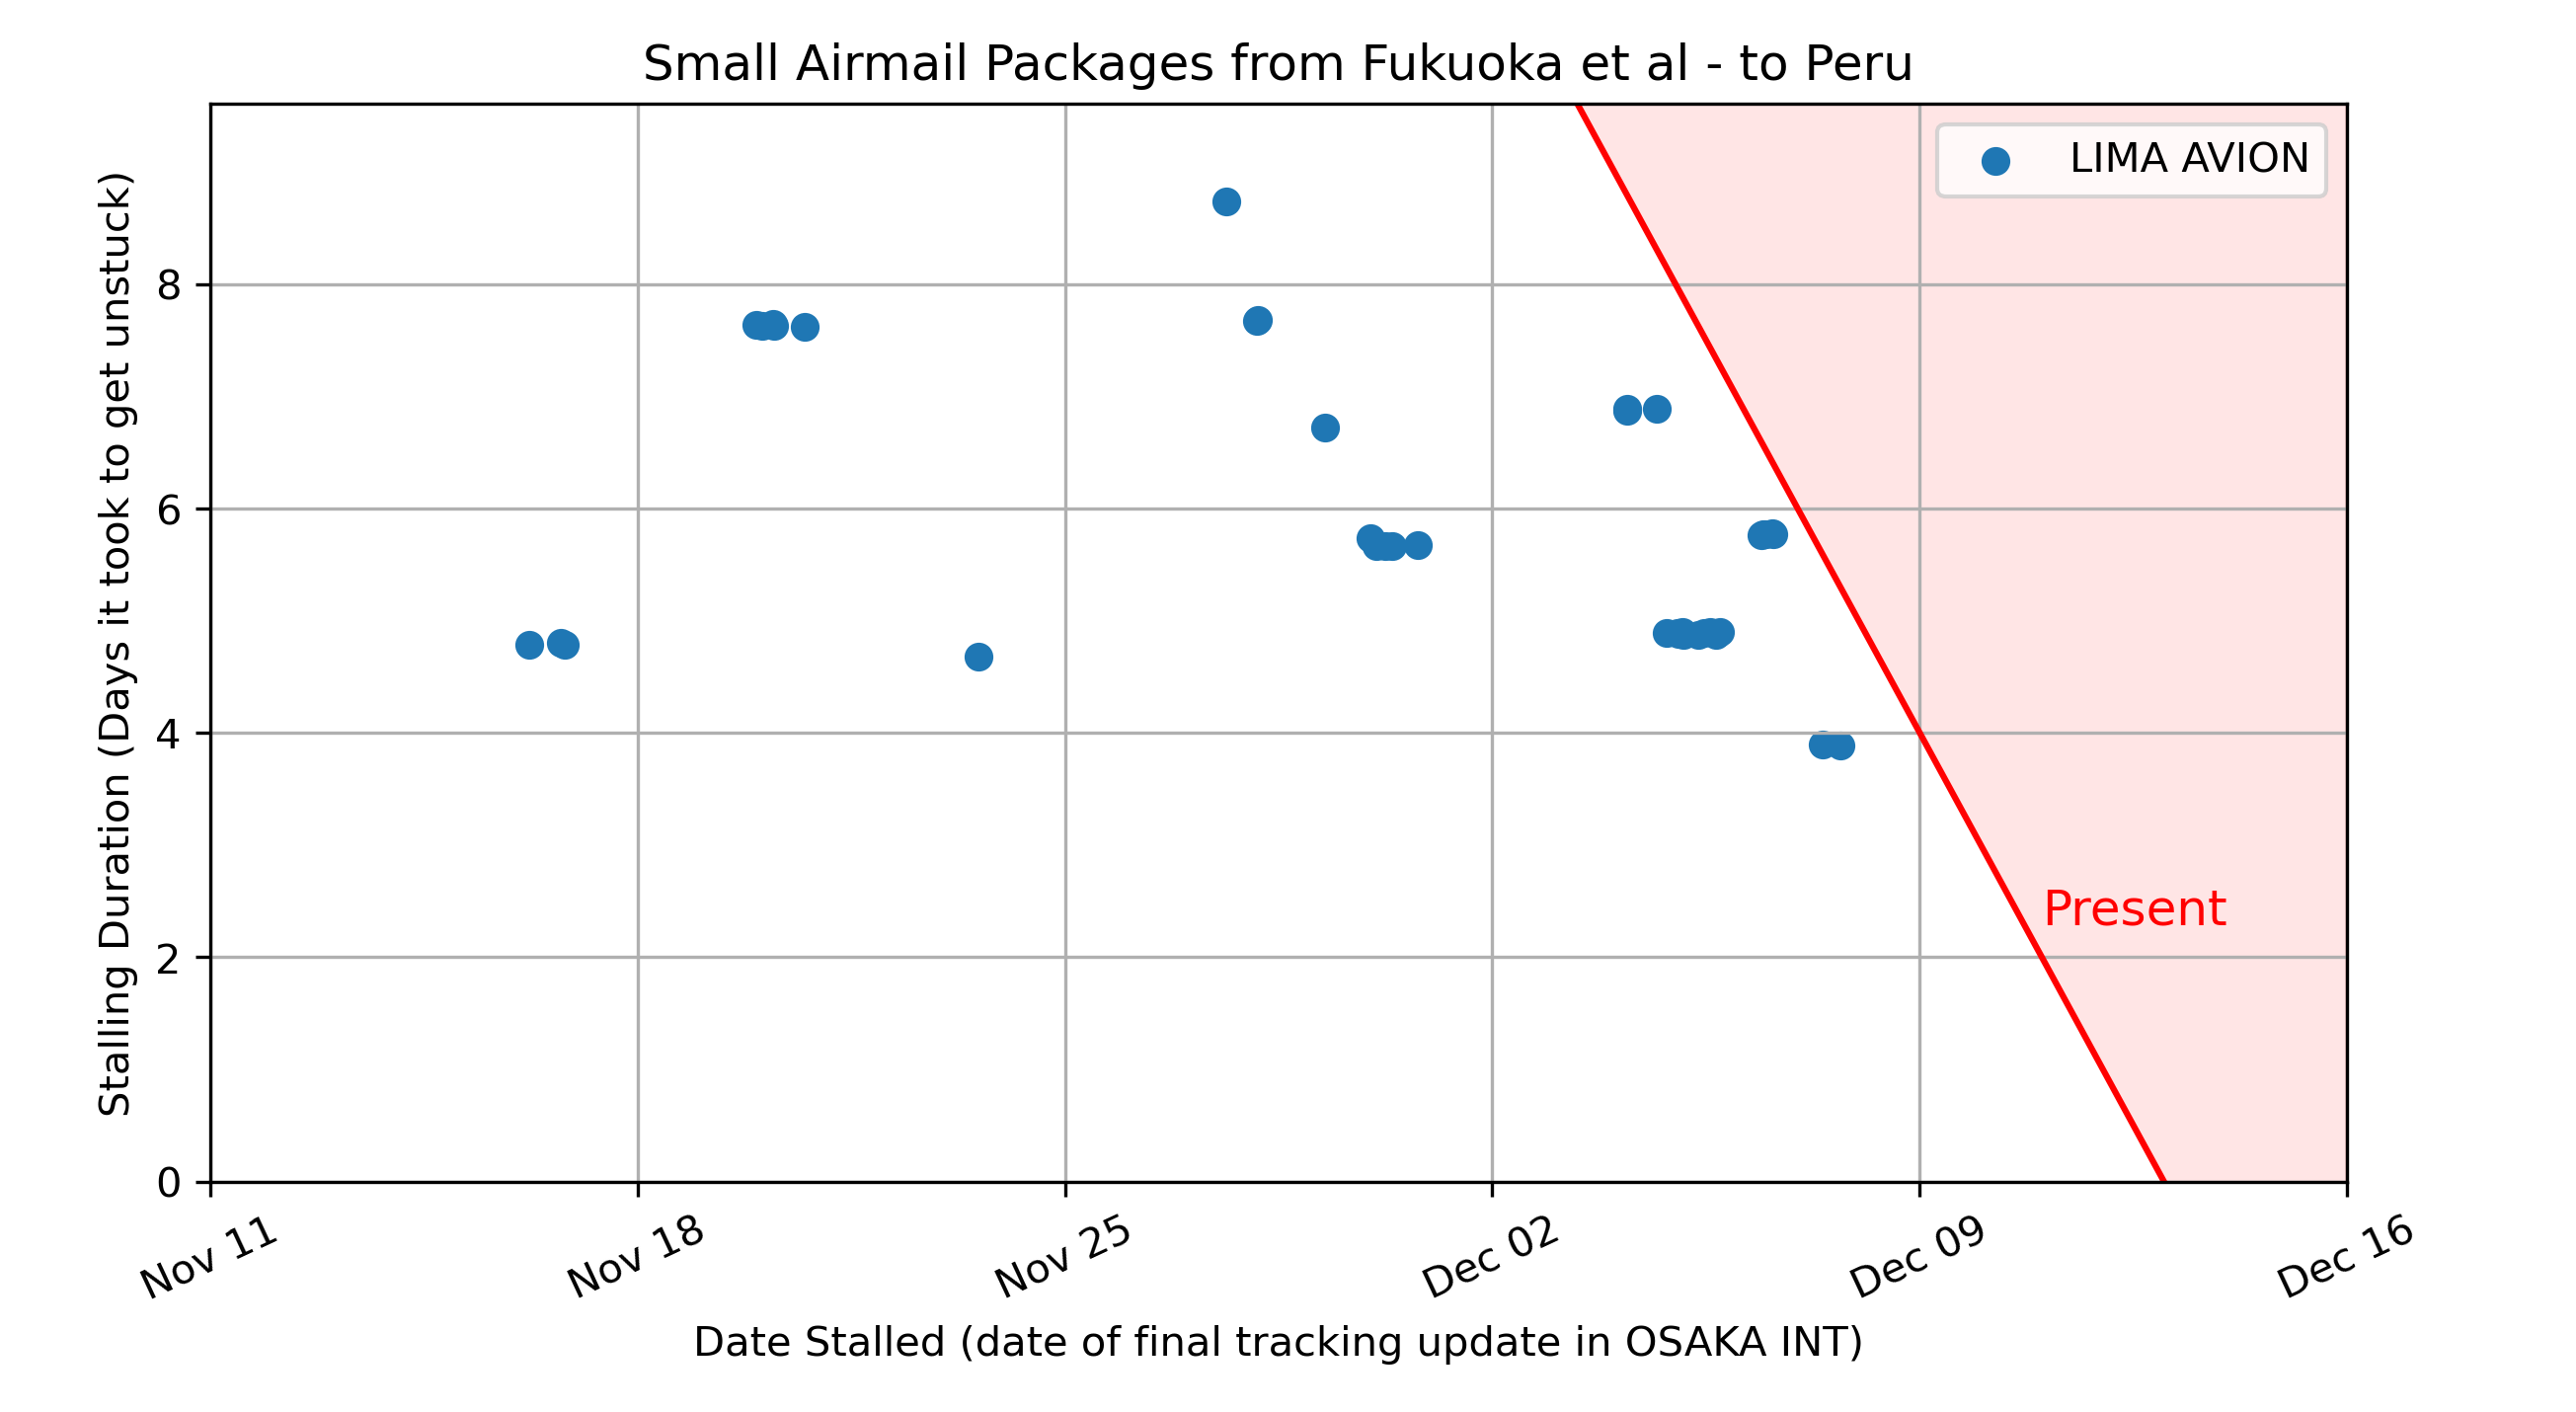 Small Airmail Packages from Fukuoka et al - to Peru
LIMA AVION
Stalling Duration (Days it took to get unstuck)
8
6
4
2
0
Present
Nov 11
Nov 18
Nov 25
Dec 02
Dec 09
Dec 16
Date Stalled (date of final tracking update in OSAKA INT)